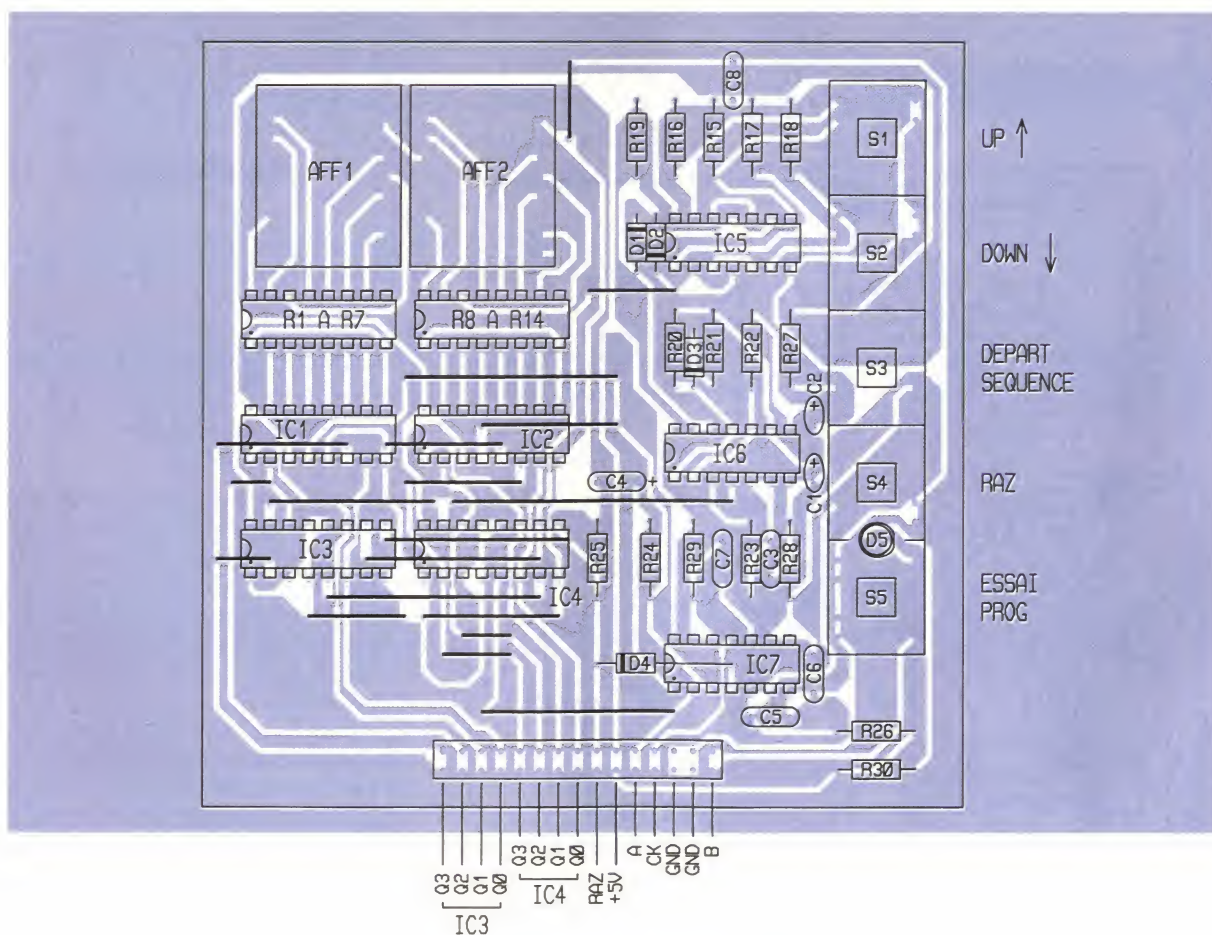 C8
R19 R16 R15 R17 R18
S1
UP ↑
AFF1 AFF2
D1 D2 IC5
S2
DOWN ↓
R1 A R7
R8 A R14
R20 D3 R21 R22 R27
S3
DEPART
SEQUENCE
C2
+
IC1 IC2 IC6
C4 +
+
C1
S4
RAZ
D5
IC3
R25 R24 R29 C7 R23 C3 R28
IC4
S5
ESSAI
PROG
D4 IC7 C6
C5
R26
R30
Q3 Q2 Q1 Q0 Q3 Q2 Q1 Q0 RAZ +5V A CK GND GND B
IC3 IC4